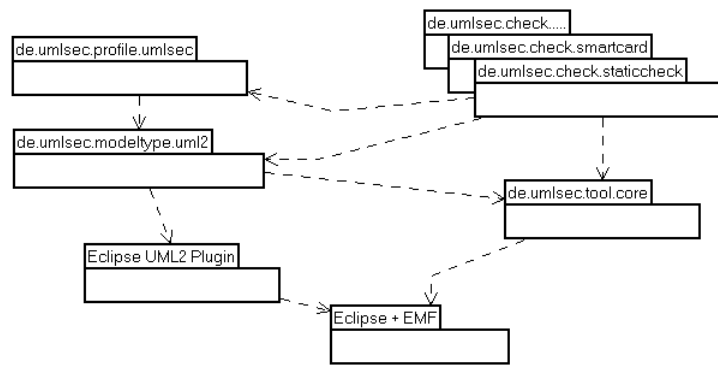 de.umlsec.check.....
de.umlsec.profile.umlsec
de.umlsec.check.smartcard
de.umlsec.check.staticcheck
de.umlsec.modeltype.uml2
de.umlsec.tool.core
Eclipse UML2 Plugin
Eclipse + EMF